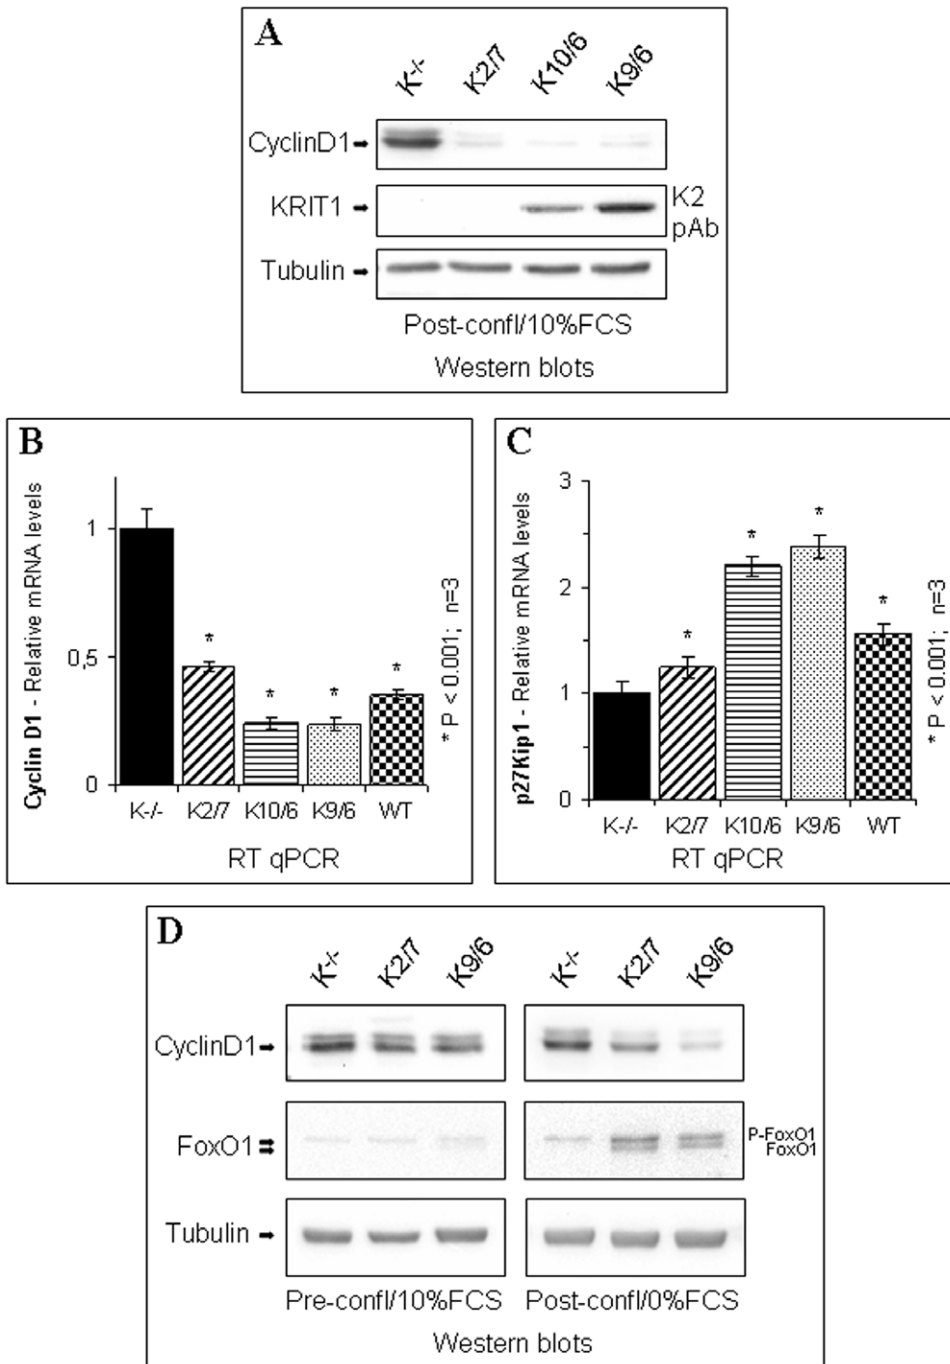 A
K-/- K2/7 K10/6 K9/6
CyclinD1
KRIT1 K2 pAb
Tubulin
Post-confl/10%FCS
Western blots
B
Cyclin D1 - Relative mRNA levels
1
0,5
0
* * * *
K-/- K2/7 K10/6 K9/6 WT
RT qPCR
* P < 0.001; n=3
C
p27Kip1 - Relative mRNA levels
3
2
1
0
* * * *
K-/- K2/7 K10/6 K9/6 WT
RT qPCR
* P < 0.001; n=3
D
K-/- K2/7 K9/6 K-/- K2/7 K9/6
CyclinD1
FoxO1 P-FoxO1
FoxO1
Tubulin
Pre-confl/10%FCS Post-confl/0%FCS
Western blots